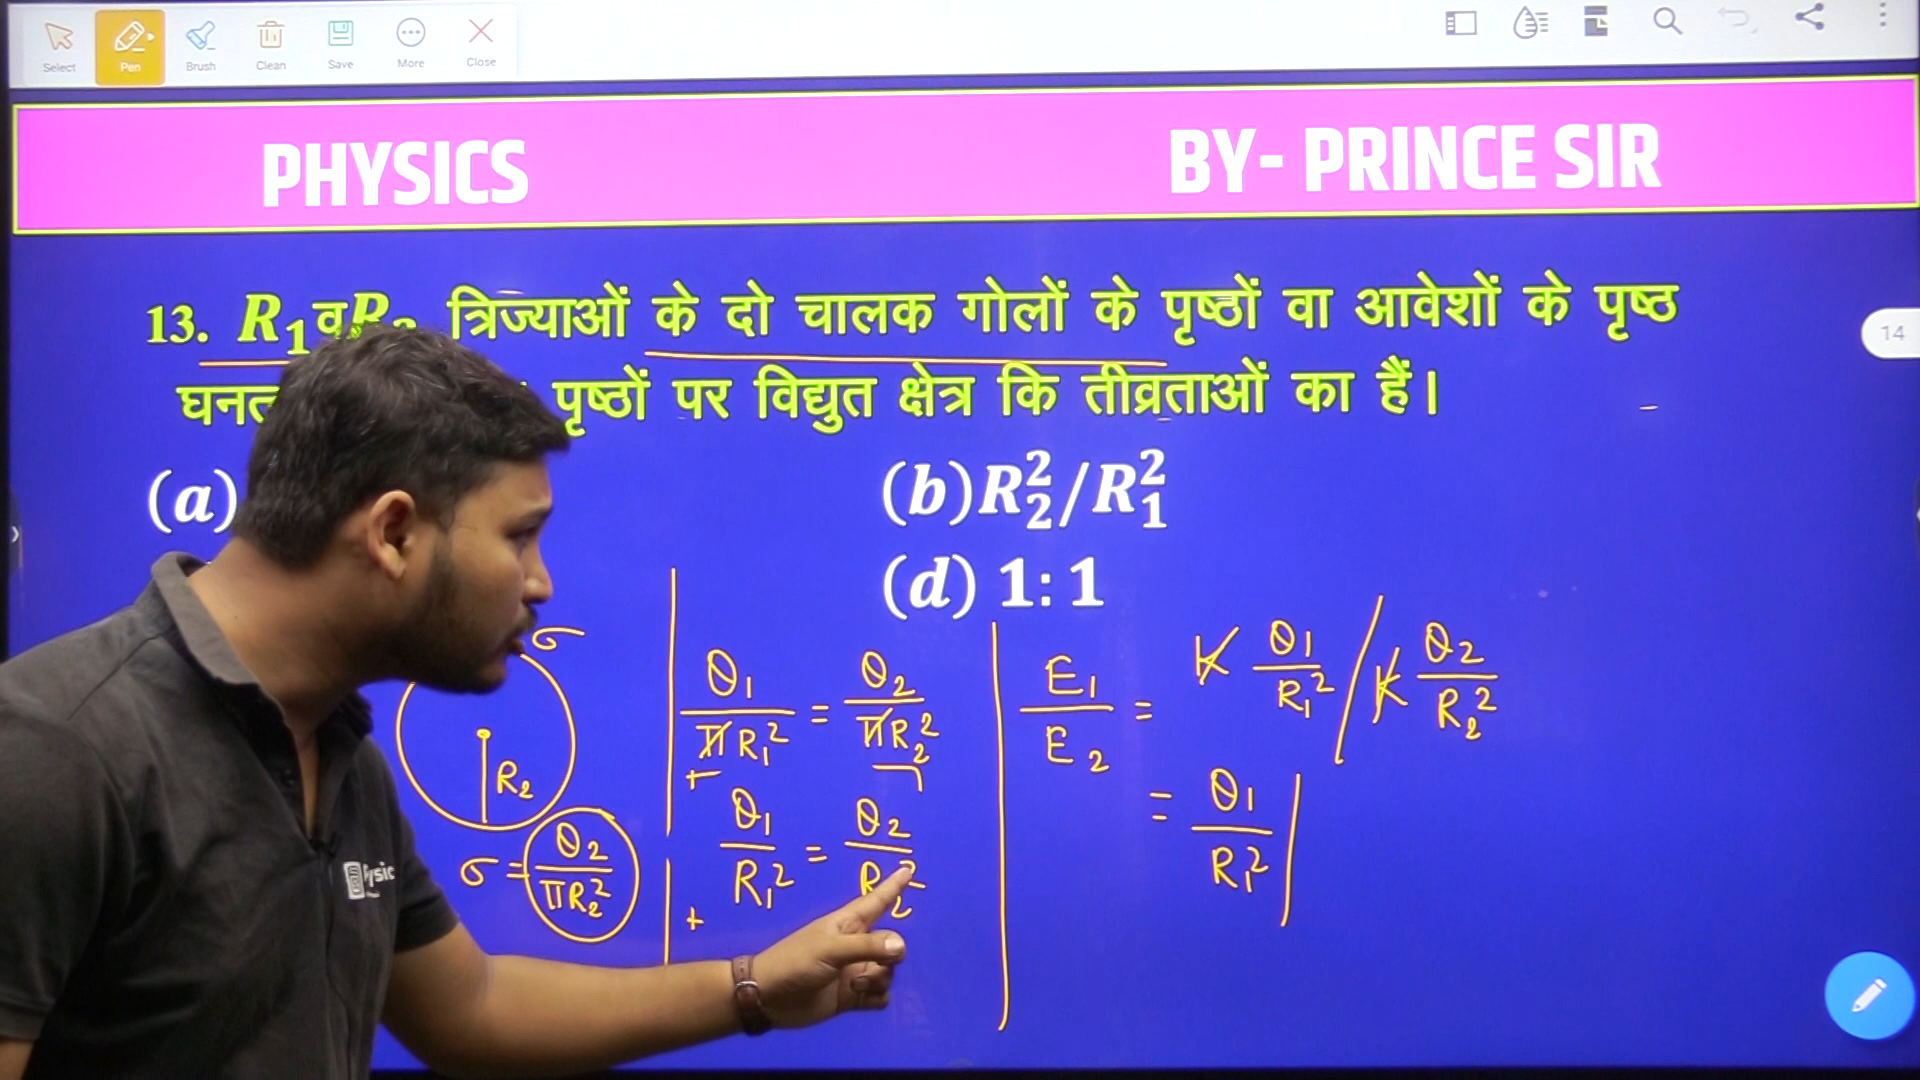 Select Pen Brush Clean Save More Close
PHYSICS BY- PRINCE SIR
13. R₁ व R₂ त्रिज्याओं के दो चालक गोलों के पृष्ठों वा आवेशों के पृष्ठ
14
पृष्ठों पर विद्युत क्षेत्र कि तीव्रताओं का हैं।
(a) (b) R₂²/R₁²
(d) 1:1
σ
R₂
σ = Q₂/πR₂²
Q₁/πR₁² = Q₂/πR₂²
Q₁/R₁² = Q₂/R₂²
E₁/E₂ = K Q₁/R₁² / K Q₂/R₂²
= Q₁/R₁² /